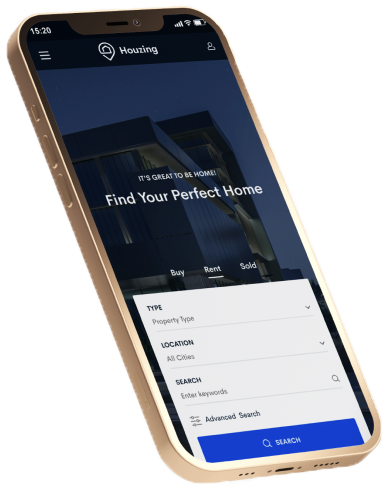 15:20
Houzing
IT'S GREAT TO BE HOME!
Find Your Perfect Home
Buy Rent Sold
TYPE
Property Type
LOCATION
All Cities
SEARCH
Enter keywords
Advanced Search
SEARCH